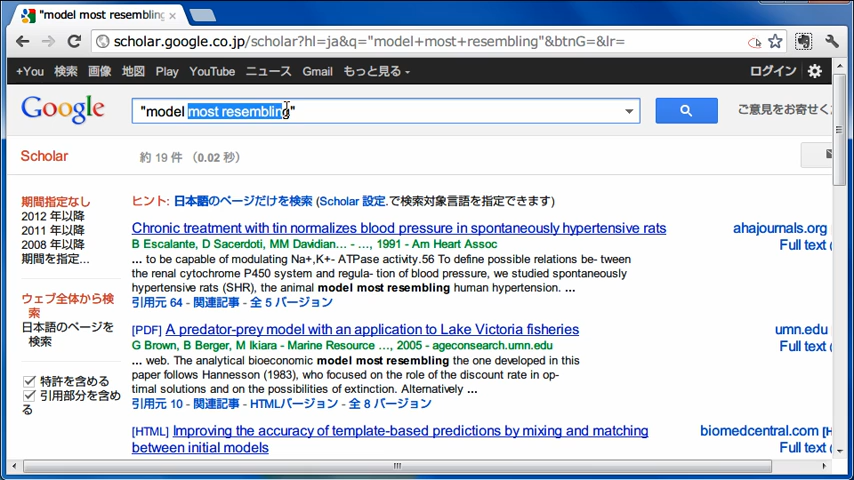 "model most resembling
scholar.google.co.jp/scholar?hl=ja&q="model+most+resembling"&btnG=&lr=
+You 検索 画像 地図 Play YouTube ニュース Gmail もっと見る ログイン
Google "model most resembling" ご意見をお寄せく
Scholar 約 19 件 (0.02 秒)
期間指定なし
2012 年以降
2011 年以降
2008 年以降
期間を指定...
ウェブ全体から検
索
日本語のページを
検索
特許を含める
引用部分を含め
る
ヒント: 日本語のページだけを検索 (Scholar 設定.で検索対象言語を指定できます)
Chronic treatment with tin normalizes blood pressure in spontaneously hypertensive rats
B Escalante, D Sacerdoti, MM Davidian... - ..., 1991 - Am Heart Assoc
... to be capable of modulating Na+,K+- ATPase activity.56 To define possible relations be- tween
the renal cytochrome P450 system and regula- tion of blood pressure, we studied spontaneously
hypertensive rats (SHR), the animal model most resembling human hypertension. ...
引用元 64 - 関連記事 - 全 5 バージョン
ahajournals.org
Full text
[PDF] A predator-prey model with an application to Lake Victoria fisheries
G Brown, B Berger, M Ikiara - Marine Resource ..., 2005 - ageconsearch.umn.edu
... web. The analytical bioeconomic model most resembling the one developed in this
paper follows Hannesson (1983), who focused on the role of the discount rate in op-
timal solutions and on the possibilities of extinction. Alternatively ...
引用元 10 - 関連記事 - HTMLバージョン - 全 8 バージョン
umn.edu
Full text
[HTML] Improving the accuracy of template-based predictions by mixing and matching
between initial models
biomedcentral.com [H
Full text